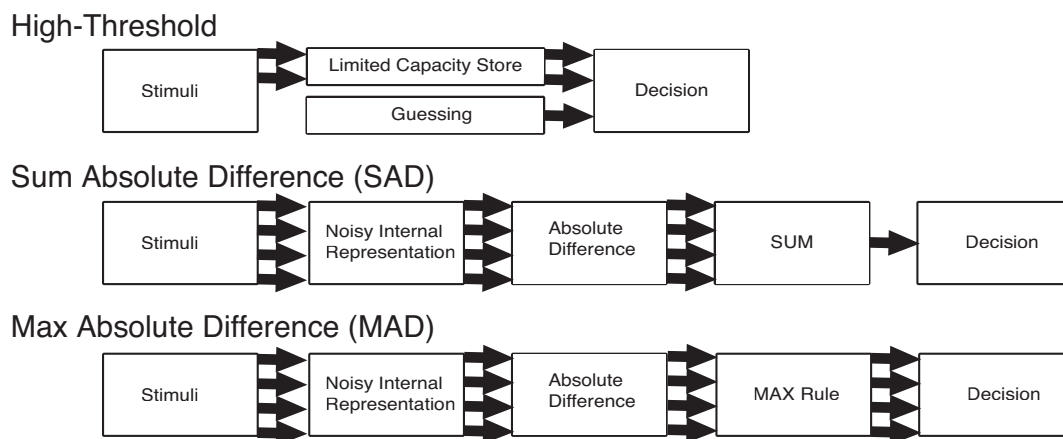 High-Threshold
Stimuli
Limited Capacity Store
Guessing
Decision
Sum Absolute Difference (SAD)
Stimuli
Noisy Internal
Representation
Absolute
Difference
SUM
Decision
Max Absolute Difference (MAD)
Stimuli
Noisy Internal
Representation
Absolute
Difference
MAX Rule
Decision